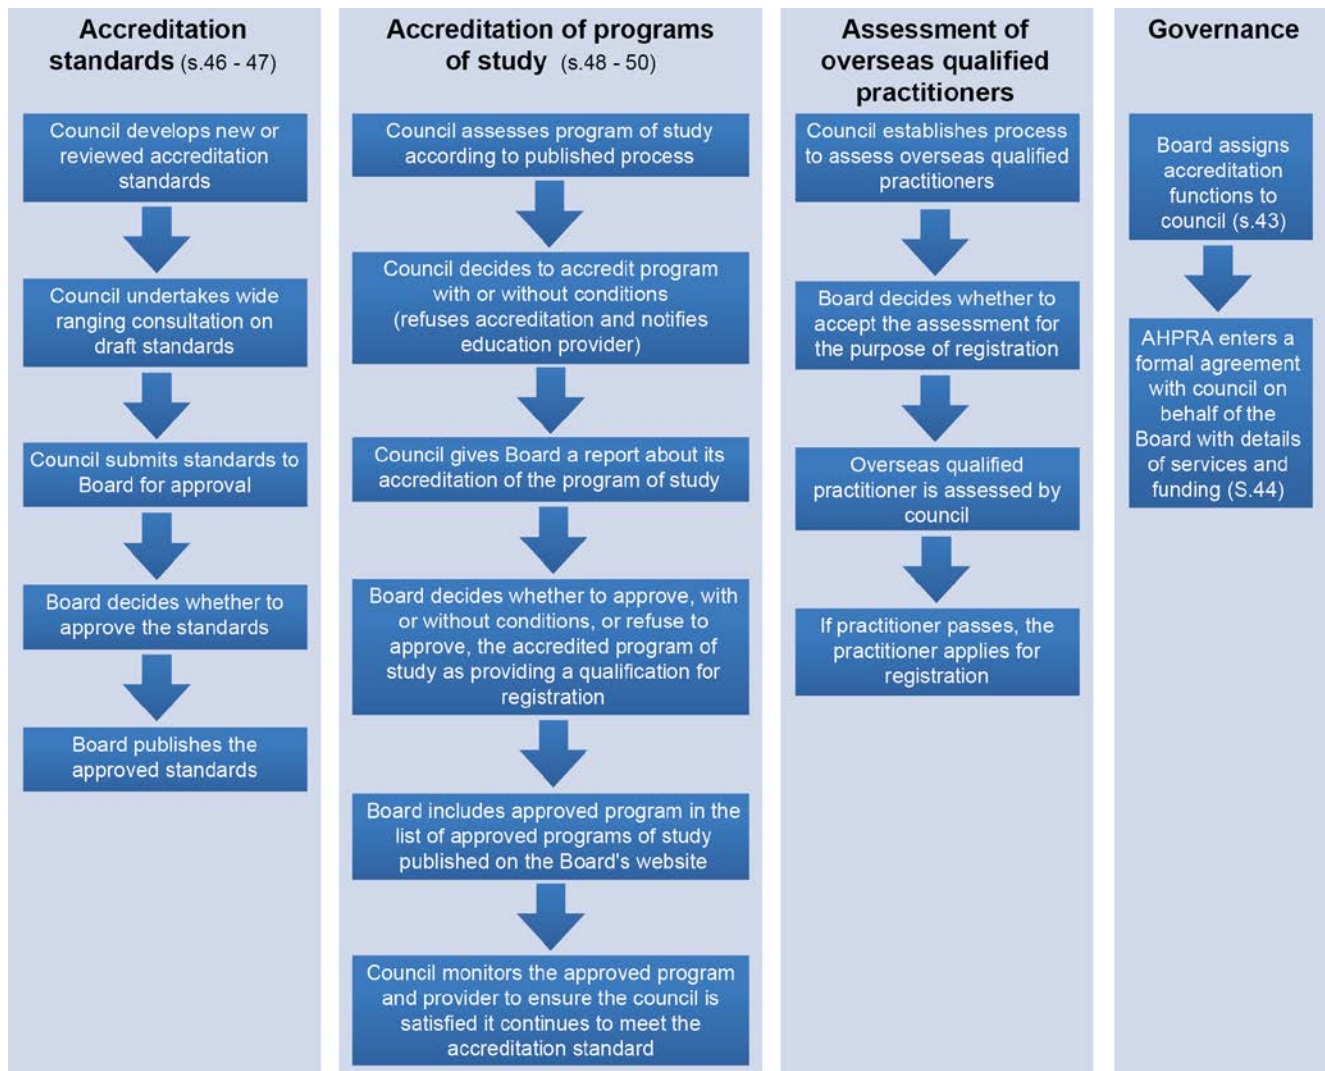 Accreditation
standards (s.46 - 47)
Council develops new or
reviewed accreditation
standards
Council undertakes wide
ranging consultation on
draft standards
Council submits standards to
Board for approval
Board decides whether to
approve the standards
Board publishes the
approved standards
Accreditation of programs
of study (s.48 - 50)
Council assesses program of study
according to published process
Council decides to accredit program
with or without conditions
(refuses accreditation and notifies
education provider)
Council gives Board a report about its
accreditation of the program of study
Board decides whether to approve, with
or without conditions, or refuse to
approve, the accredited program of
study as providing a qualification for
registration
Board includes approved program in the
list of approved programs of study
published on the Board's website
Council monitors the approved program
and provider to ensure the council is
satisfied it continues to meet the
accreditation standard
Assessment of
overseas qualified
practitioners
Council establishes process
to assess overseas qualified
practitioners
Board decides whether to
accept the assessment for
the purpose of registration
Overseas qualified
practitioner is assessed by
council
If practitioner passes, the
practitioner applies for
registration
Governance
Board assigns
accreditation
functions to
council (s.43)
AHPRA enters a
formal agreement
with council on
behalf of the
Board with details
of services and
funding (S.44)